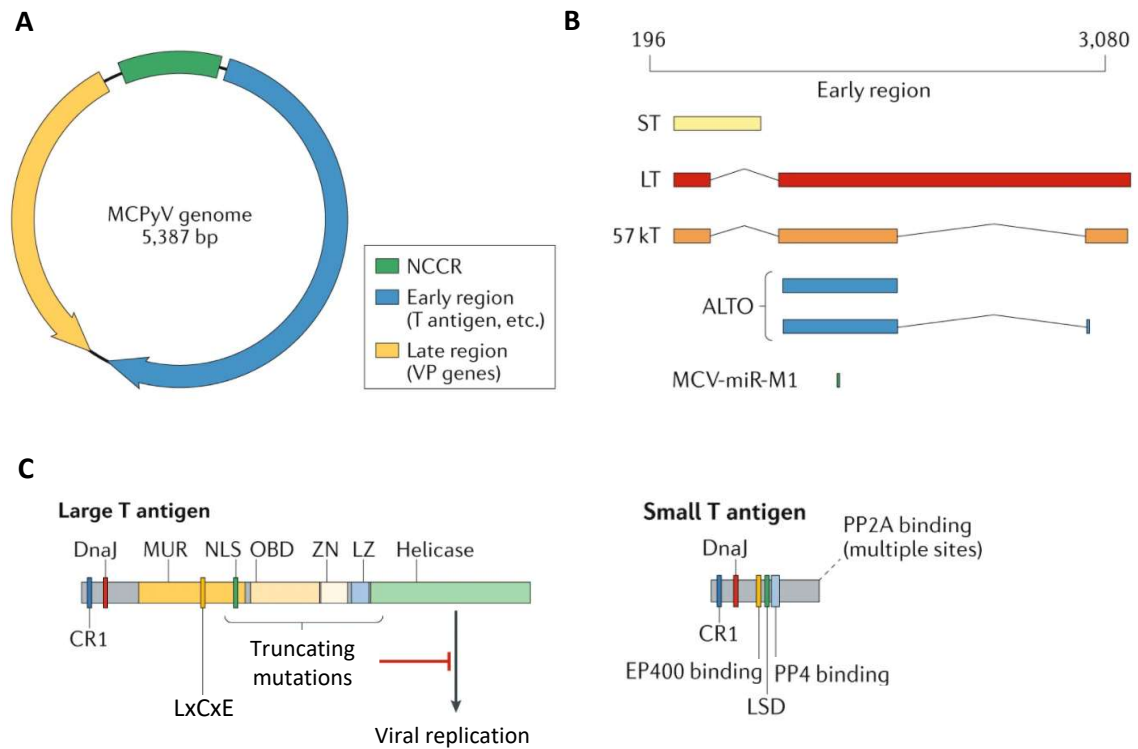 A
MCPyV genome
5,387 bp
NCCR
Early region
(T antigen, etc.)
Late region
(VP genes)
B
196
3,080
Early region
ST
LT
57 kT
ALTO
MCV-miR-M1
C
Large T antigen
DnaJ
MUR
NLS
OBD
ZN
LZ
Helicase
CR1
Truncating
mutations
LxCxE
Viral replication
Small T antigen
PP2A binding
(multiple sites)
DnaJ
CR1
EP400 binding
PP4 binding
LSD